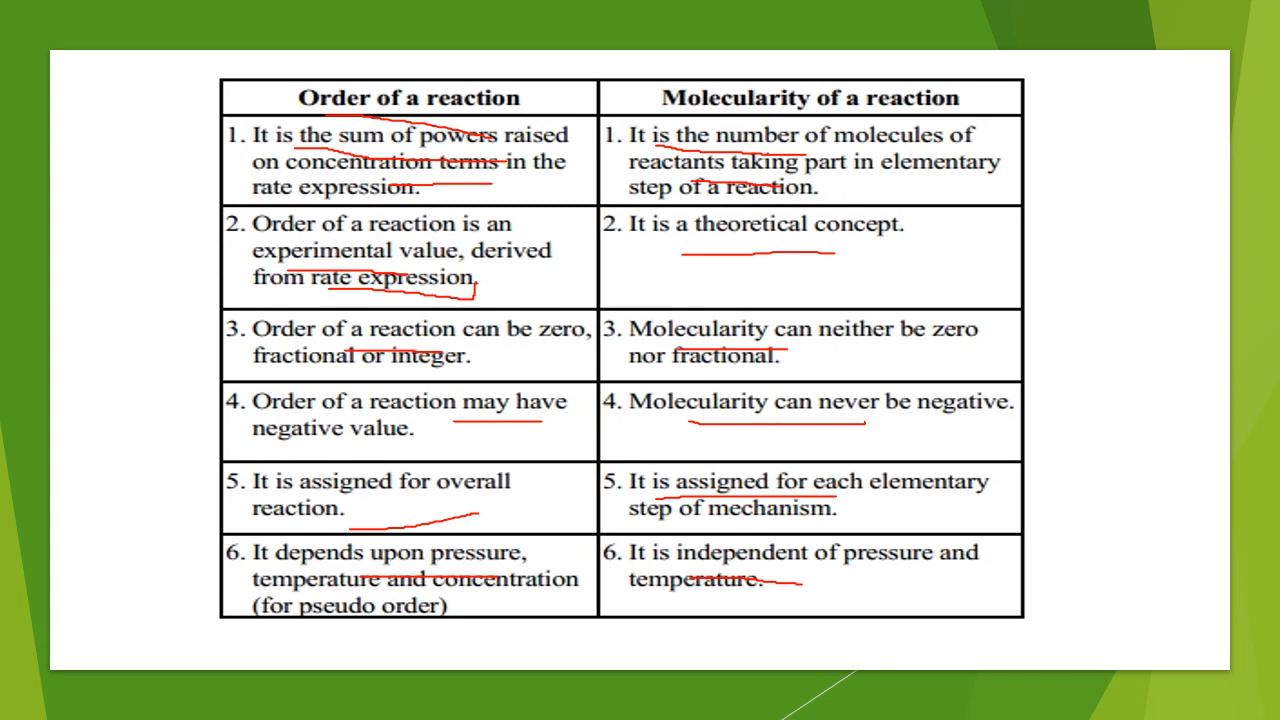 Order of a reaction
Molecularity of a reaction
1. It is the sum of powers raised
on concentration terms in the
rate expression.
1. It is the number of molecules of
reactants taking part in elementary
step of a reaction.
2. Order of a reaction is an
experimental value, derived
from rate expression.
2. It is a theoretical concept.
3. Order of a reaction can be zero,
fractional or integer.
3. Molecularity can neither be zero
nor fractional.
4. Order of a reaction may have
negative value.
4. Molecularity can never be negative.
5. It is assigned for overall
reaction.
5. It is assigned for each elementary
step of mechanism.
6. It depends upon pressure,
temperature and concentration
(for pseudo order)
6. It is independent of pressure and
temperature.